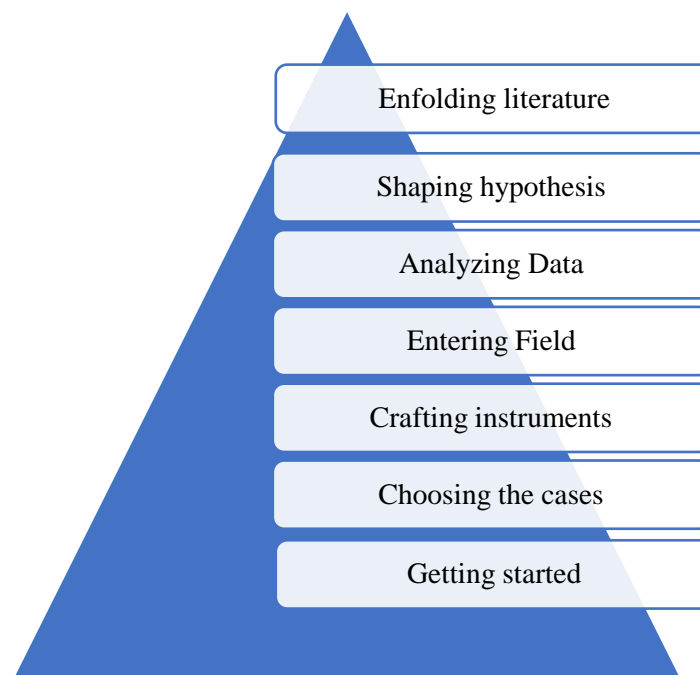 Enfolding literature
Shaping hypothesis
Analyzing Data
Entering Field
Crafting instruments
Choosing the cases
Getting started